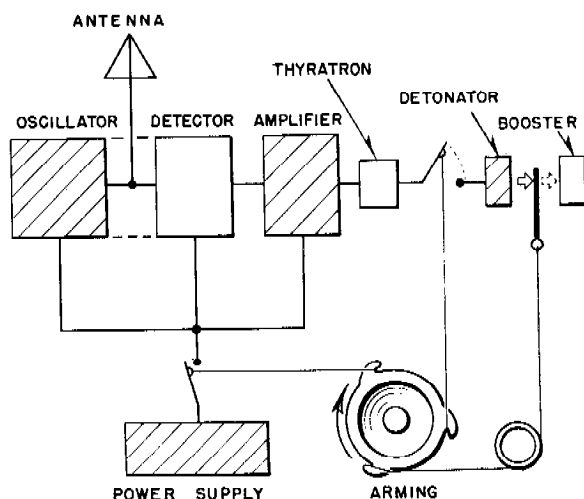 ANTENNA
THYRATRON
DETONATOR
BOOSTER
OSCILLATOR
DETECTOR
AMPLIFIER
POWER SUPPLY
ARMING